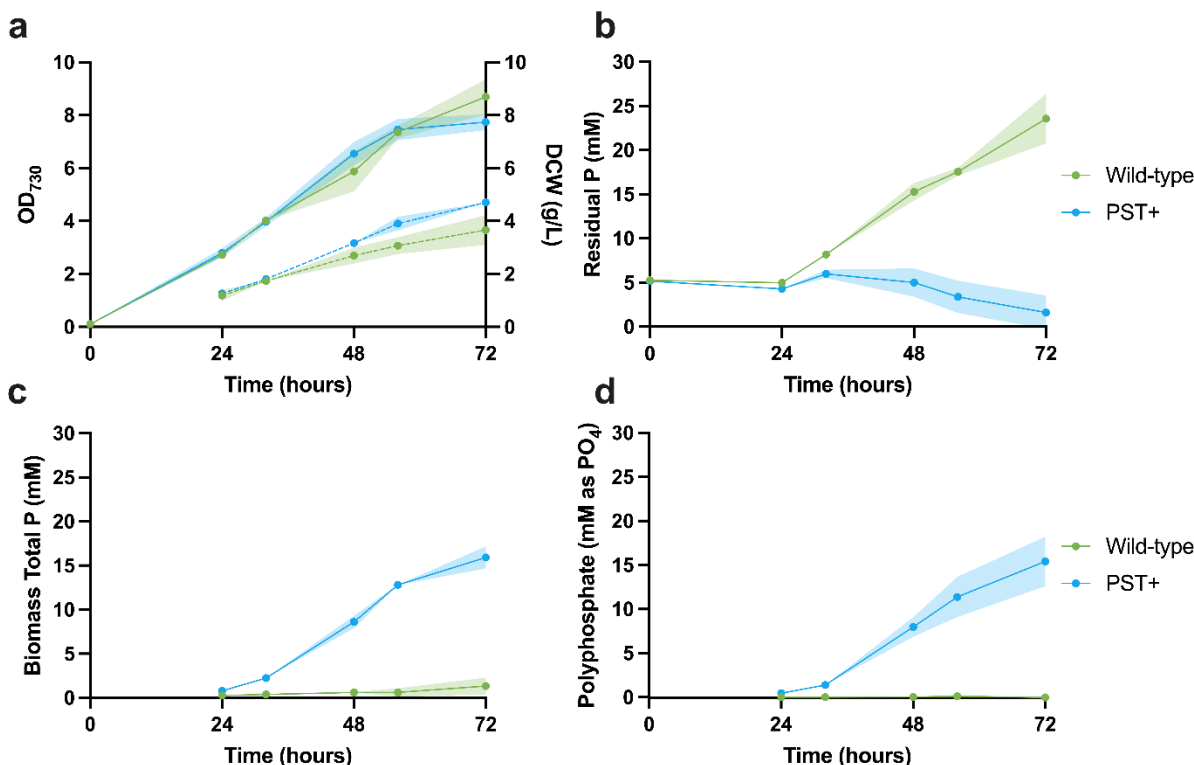 a
10
8
6
4
2
0
OD730
10
8
6
4
2
0
DCW (g/L)
0
24
48
72
Time (hours)
b
30
25
20
15
10
5
0
Residual P (mM)
0
24
48
72
Time (hours)
Wild-type
PST+
c
30
25
20
15
10
5
0
Biomass Total P (mM)
0
24
48
72
Time (hours)
d
30
25
20
15
10
5
0
Polyphosphate (mM as PO4)
0
24
48
72
Time (hours)
Wild-type
PST+